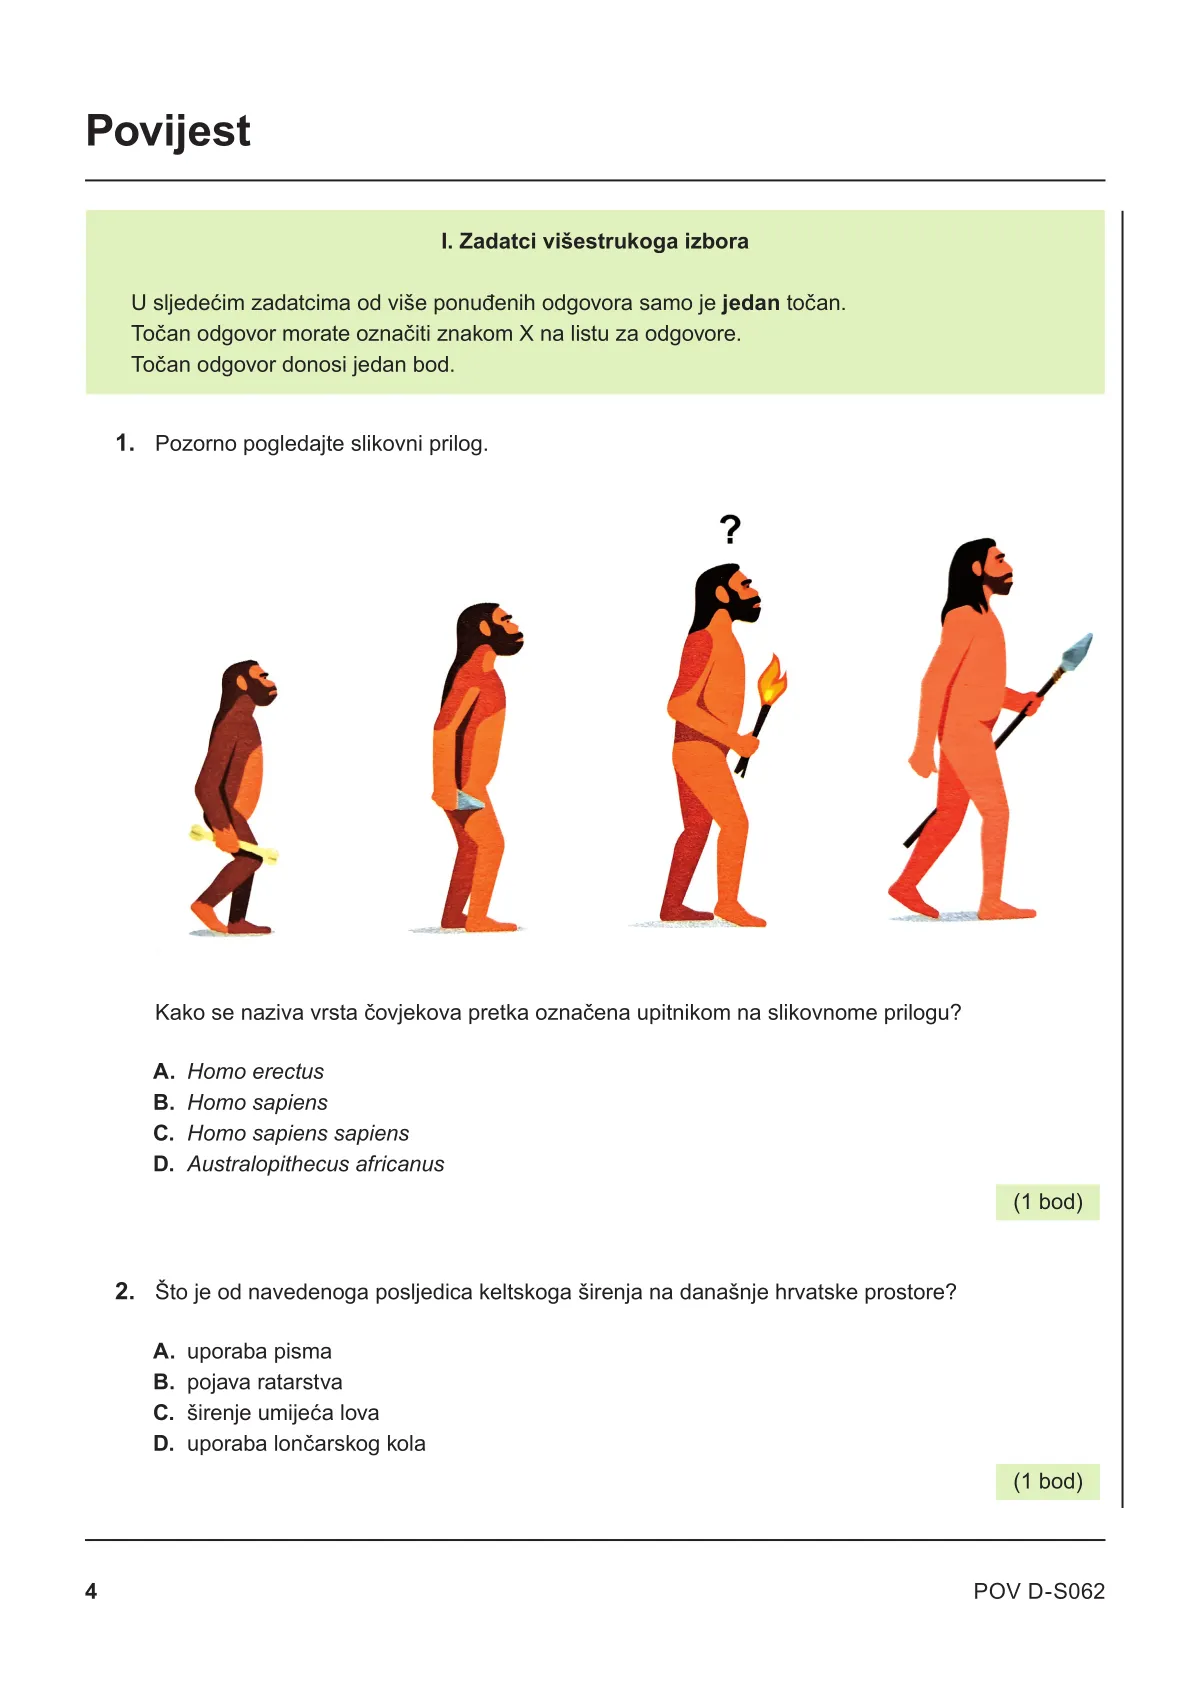 Povijest
I. Zadatci višestrukoga izbora
U sljedećim zadatcima od više ponuđenih odgovora samo je jedan točan.
Točan odgovor morate označiti znakom X na listu za odgovore.
Točan odgovor donosi jedan bod.
1. Pozorno pogledajte slikovni prilog.
?
Kako se naziva vrsta čovjekova pretka označena upitnikom na slikovnome prilogu?
A. Homo erectus
B. Homo sapiens
C. Homo sapiens sapiens
D. Australopithecus africanus
(1 bod)
2. Što je od navedenoga posljedica keltskoga širenja na današnje hrvatske prostore?
A. uporaba pisma
B. pojava ratarstva
C. širenje umijeća lova
D. uporaba lončarskog kola
(1 bod)
4
POV D-S062